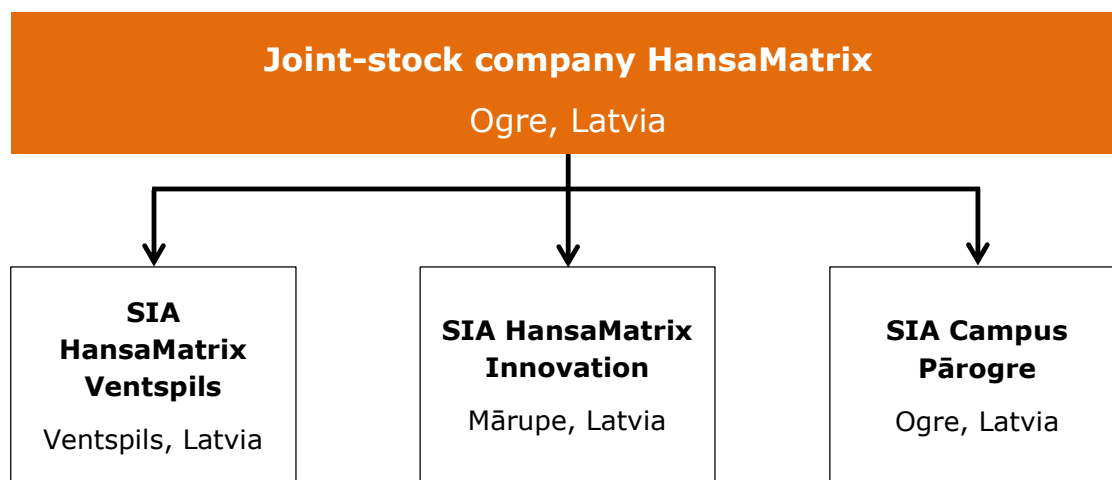 Joint-stock company HansaMatrix
Ogre, Latvia
SIA
HansaMatrix
Ventspils
Ventspils, Latvia
SIA HansaMatrix
Innovation
Mārupe, Latvia
SIA Campus
Pārogre
Ogre, Latvia